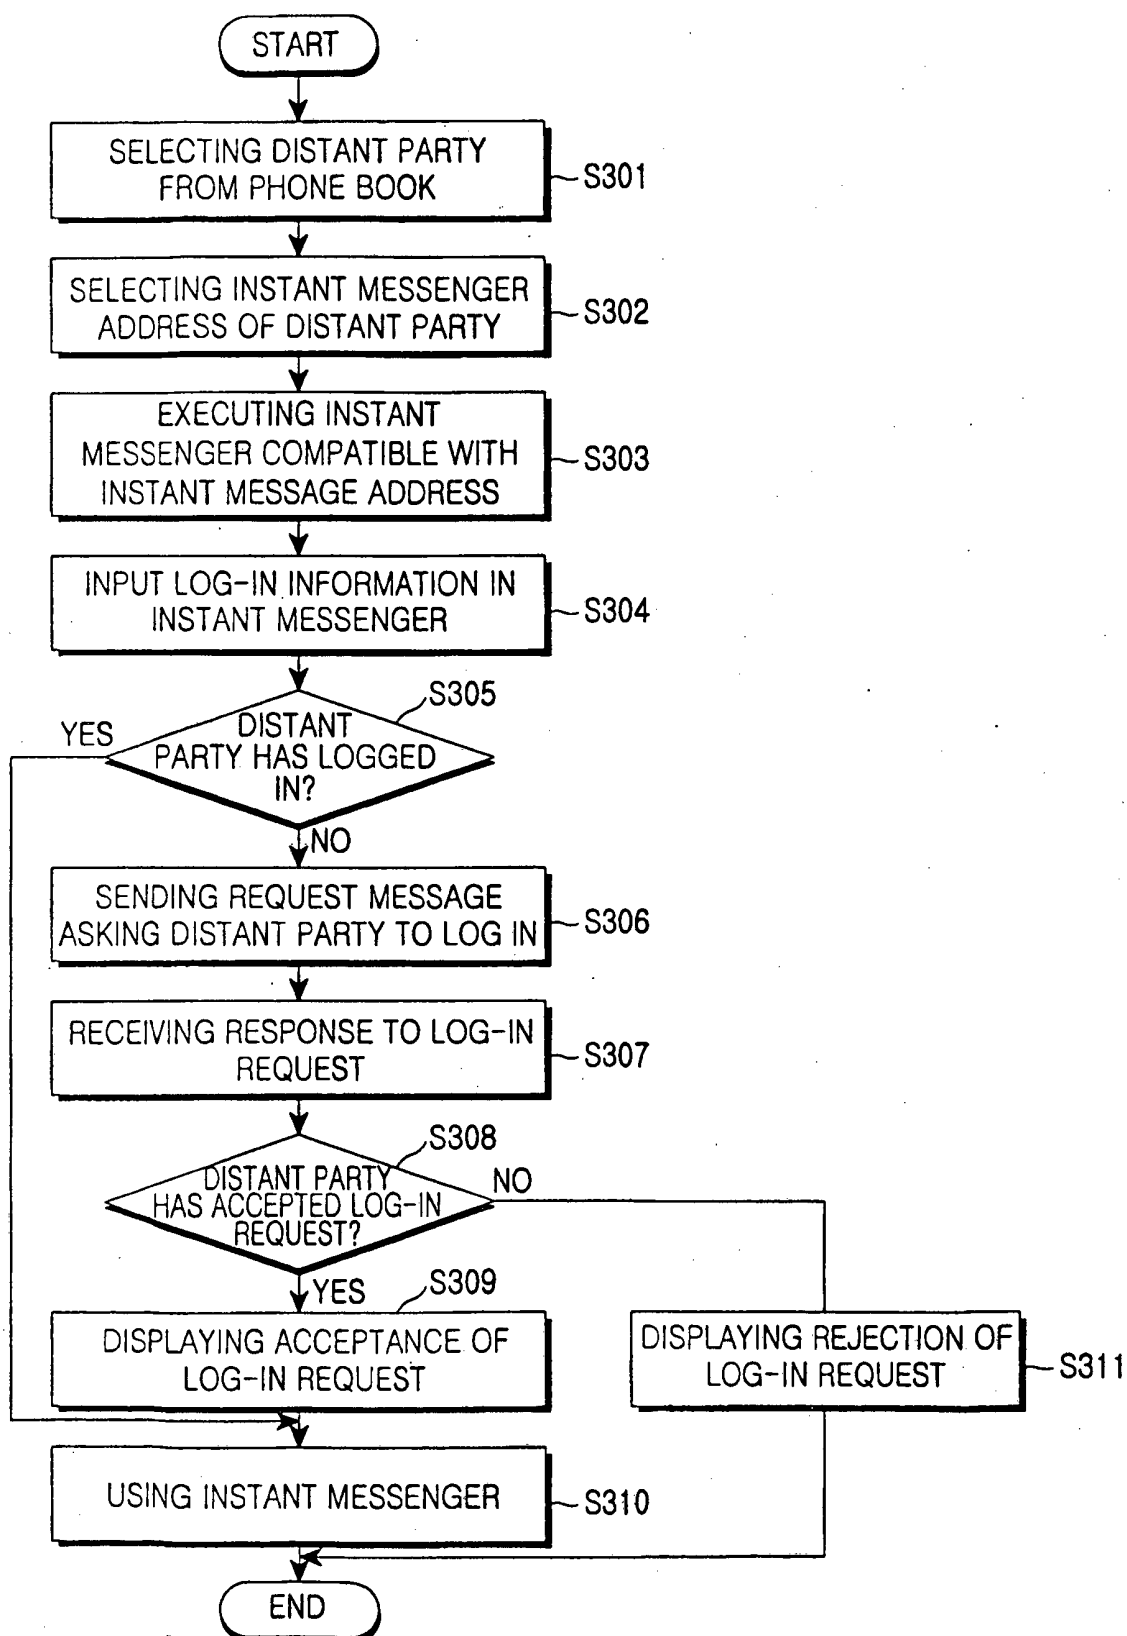 START
SELECTING DISTANT PARTY
FROM PHONE BOOK
S301
SELECTING INSTANT MESSENGER
ADDRESS OF DISTANT PARTY
S302
EXECUTING INSTANT
MESSENGER COMPATIBLE WITH
INSTANT MESSAGE ADDRESS
S303
INPUT LOG-IN INFORMATION IN
INSTANT MESSENGER
S304
S305
YES
DISTANT
PARTY HAS LOGGED
IN?
NO
SENDING REQUEST MESSAGE
ASKING DISTANT PARTY TO LOG IN
S306
RECEIVING RESPONSE TO LOG-IN
REQUEST
S307
S308
DISTANT PARTY
HAS ACCEPTED LOG-IN
REQUEST?
NO
YES
S309
DISPLAYING ACCEPTANCE OF
LOG-IN REQUEST
DISPLAYING REJECTION OF
LOG-IN REQUEST
S311
USING INSTANT MESSENGER
S310
END